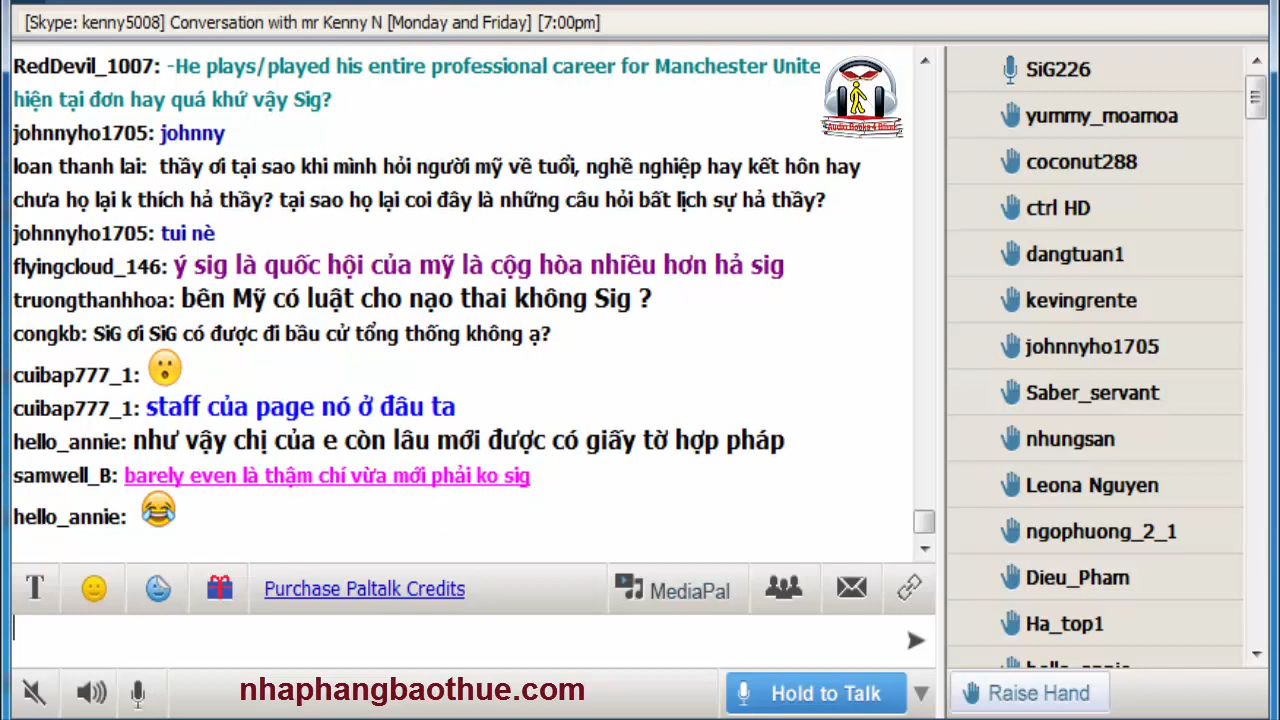 [Skype: kenny5008] Conversation with mr Kenny N [Monday and Friday] [7:00pm]
RedDevil_1007: -He plays/played his entire professional career for Manchester Unite
hiện tại đơn hay quá khứ vậy Sig?
johnnyho1705: johnny
loan thanh lai: thầy ơi tại sao khi mình hỏi người mỹ về tuổi, nghề nghiệp hay kết hôn hay
chưa họ lại k thích hả thầy? tại sao họ lại coi đây là những câu hỏi bất lịch sự hả thầy?
johnnyho1705: tui nè
flyingcloud_146: ý sig là quốc hội của mỹ là cộg hòa nhiều hơn hả sig
truongthanhhoa: bên Mỹ có luật cho nạo thai không Sig ?
congkb: SiG ơi SiG có được đi bầu cử tổng thống không ạ?
cuibap777_1:
cuibap777_1: staff của page nó ở đâu ta
hello_annie: như vậy chị của e còn lâu mới được có giấy tờ hợp pháp
samwell_B: barely even là thậm chí vừa mới phải ko sig
hello_annie:
Audio Books 4 Blind
T
Purchase Paltalk Credits
MediaPal
nhaphangbaothue.com
Hold to Talk
SiG226
yummy_moamoa
coconut288
ctrl HD
dangtuan1
kevingrente
johnnyho1705
Saber_servant
nhungsan
Leona Nguyen
ngophuong_2_1
Dieu_Pham
Ha_top1
hello_annie
Raise Hand